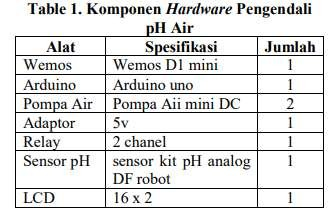 Table 1. Komponen Hardware Pengendali
pH Air
Alat Spesifikasi Jumlah
Wemos Wemos D1 mini 1
Arduino Arduino uno 1
Pompa Air Pompa Aii mini DC 2
Adaptor 5v 1
Relay 2 chanel 1
Sensor pH sensor kit pH analog 1
DF robot
LCD 16 x 2 1